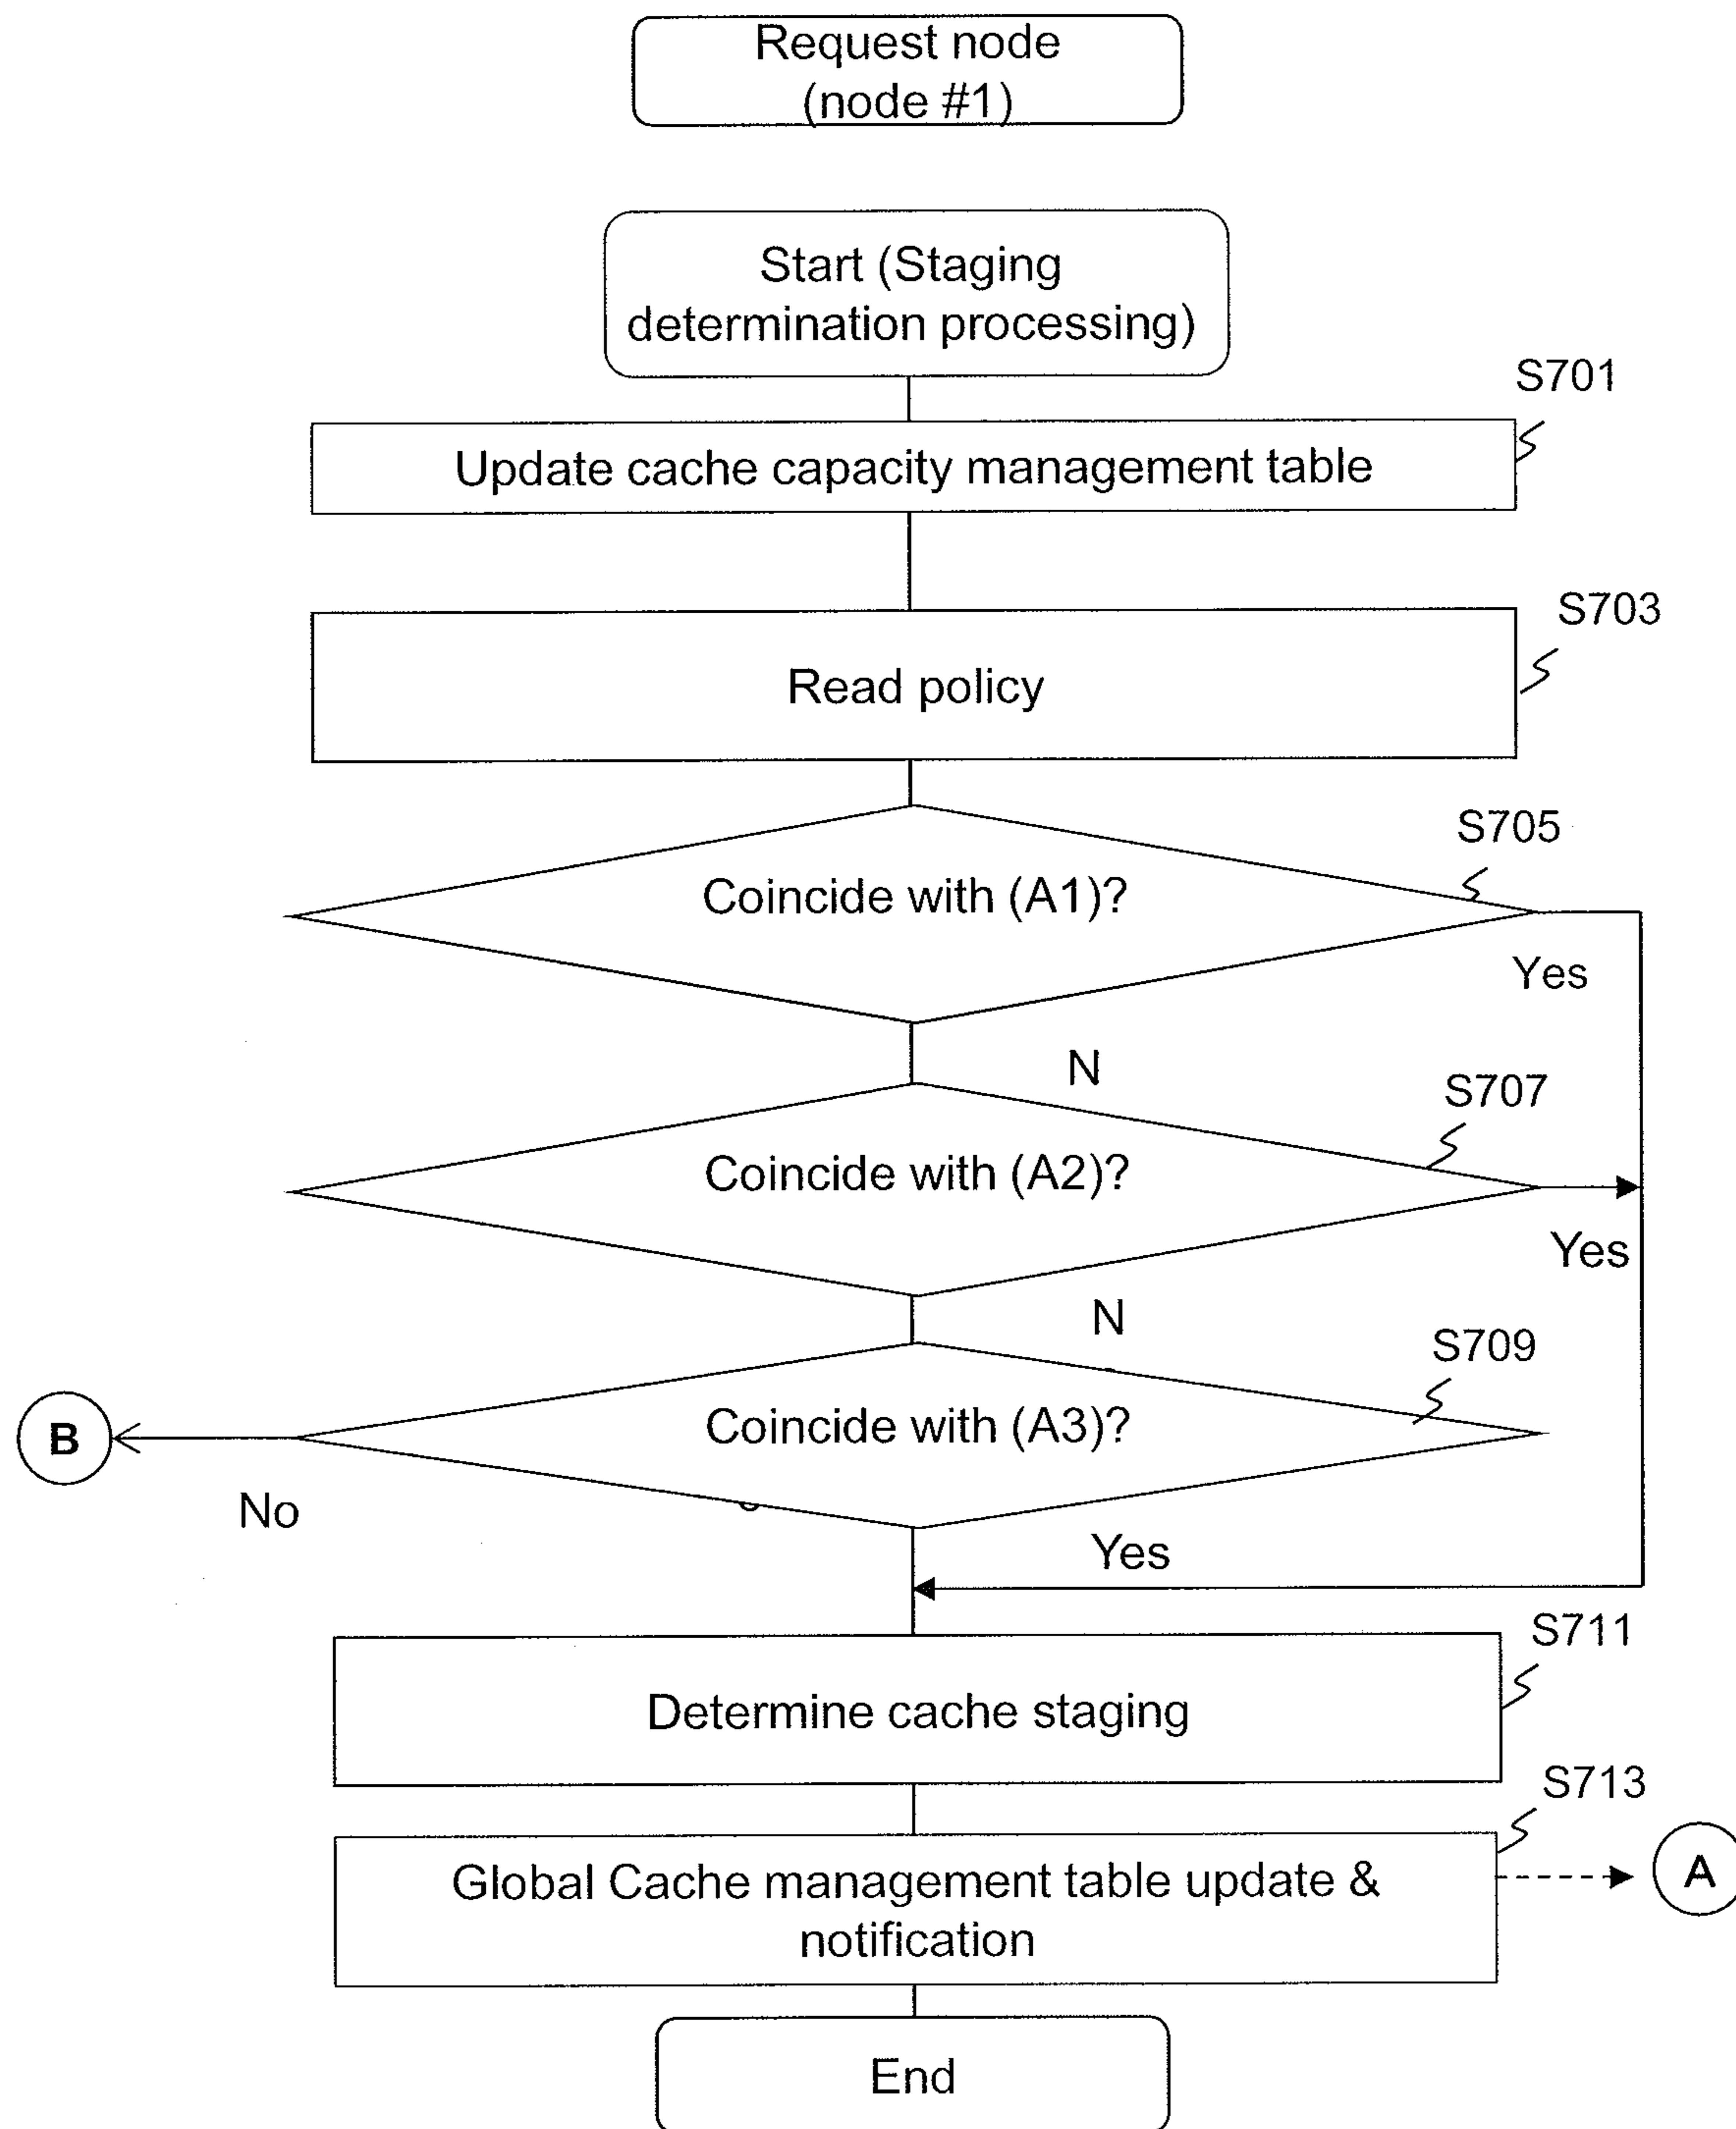 Request node
(node #1)
Start (Staging
determination processing)
S701
Update cache capacity management table
S703
Read policy
S705
Coincide with (A1)?
Yes
N
S707
Coincide with (A2)?
Yes
N
S709
Coincide with (A3)?
B
No
Yes
S711
Determine cache staging
S713
Global Cache management table update &
notification
A
End